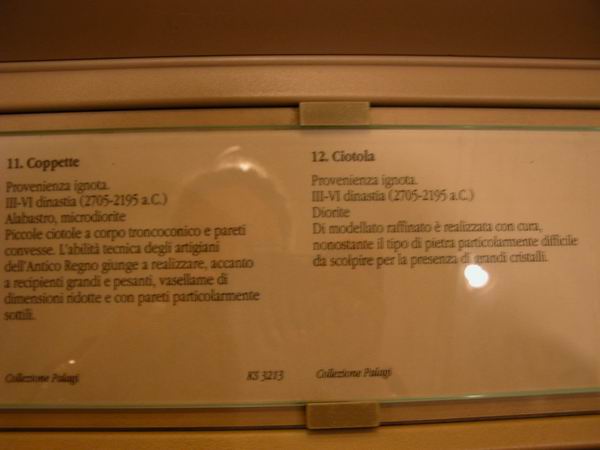 11. Coppette
Provenienza ignota.
III-VI dinastia (2705-2195 a.C.)
Alabastro, microdiorite
Piccole ciotole a corpo troncoconico e pareti
convesse. L'abilità tecnica degli artigiani
dell'Antico Regno giunge a realizzare, accanto
a recipienti grandi e pesanti, vasellame di
dimensioni ridotte e con pareti particolarmente
sottili.
Collezione Palagi
KS 3213
12. Ciotola
Provenienza ignota.
III-VI dinastia (2705-2195 a.C.)
Diorite
Di modellato raffinato è realizzata con cura,
nonostante il tipo di pietra particolarmente difficile
da scolpire per la presenza di grandi cristalli.
Collezione Palagi